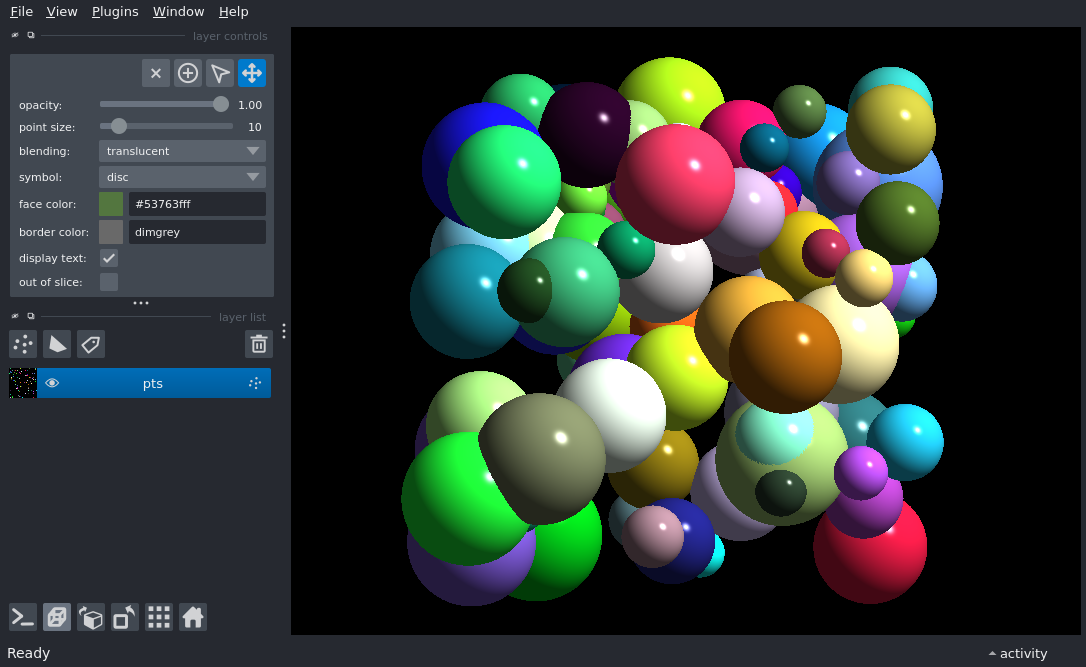 File View Plugins Window Help
layer controls
opacity: 1.00
point size: 10
blending: translucent
symbol: disc
face color: #53763fff
border color: dimgrey
display text:
out of slice:
layer list
pts
Ready activity